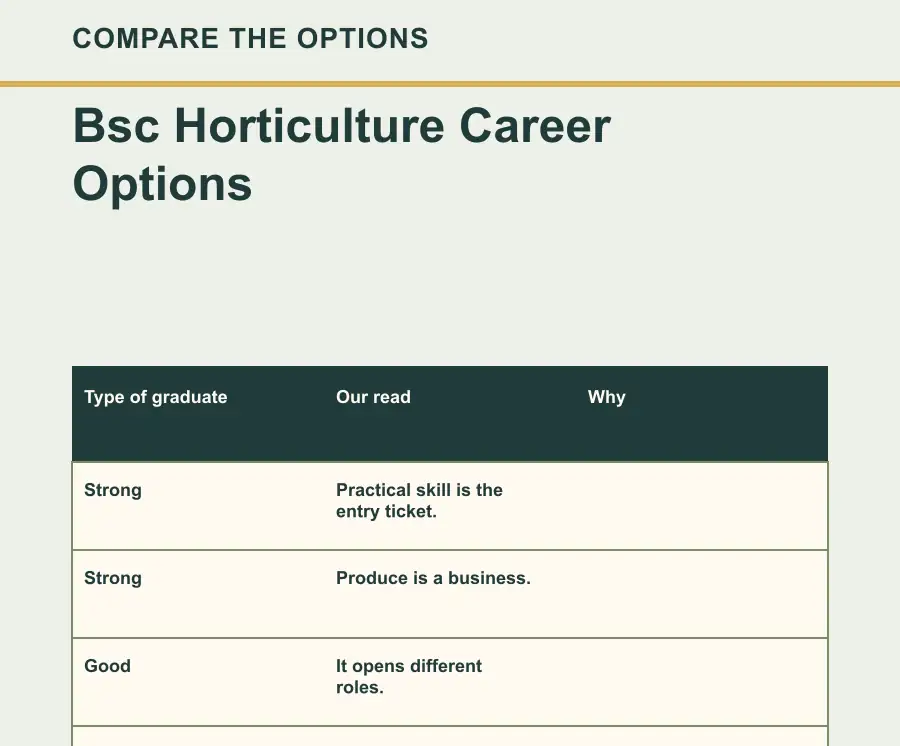 COMPARE THE OPTIONS
Bsc Horticulture Career
Options
Type of graduate Our read Why
Strong Practical skill is the
entry ticket.
Strong Produce is a business.
Good It opens different
roles.